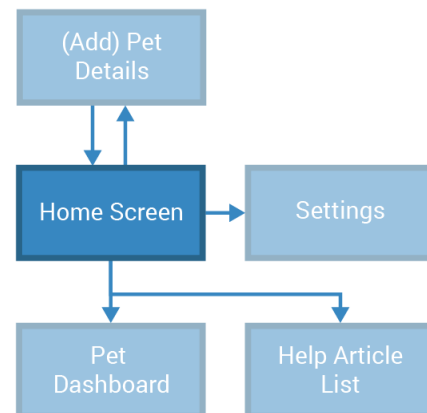 (Add) Pet
Details
Home Screen
Settings
Pet
Dashboard
Help Article
List